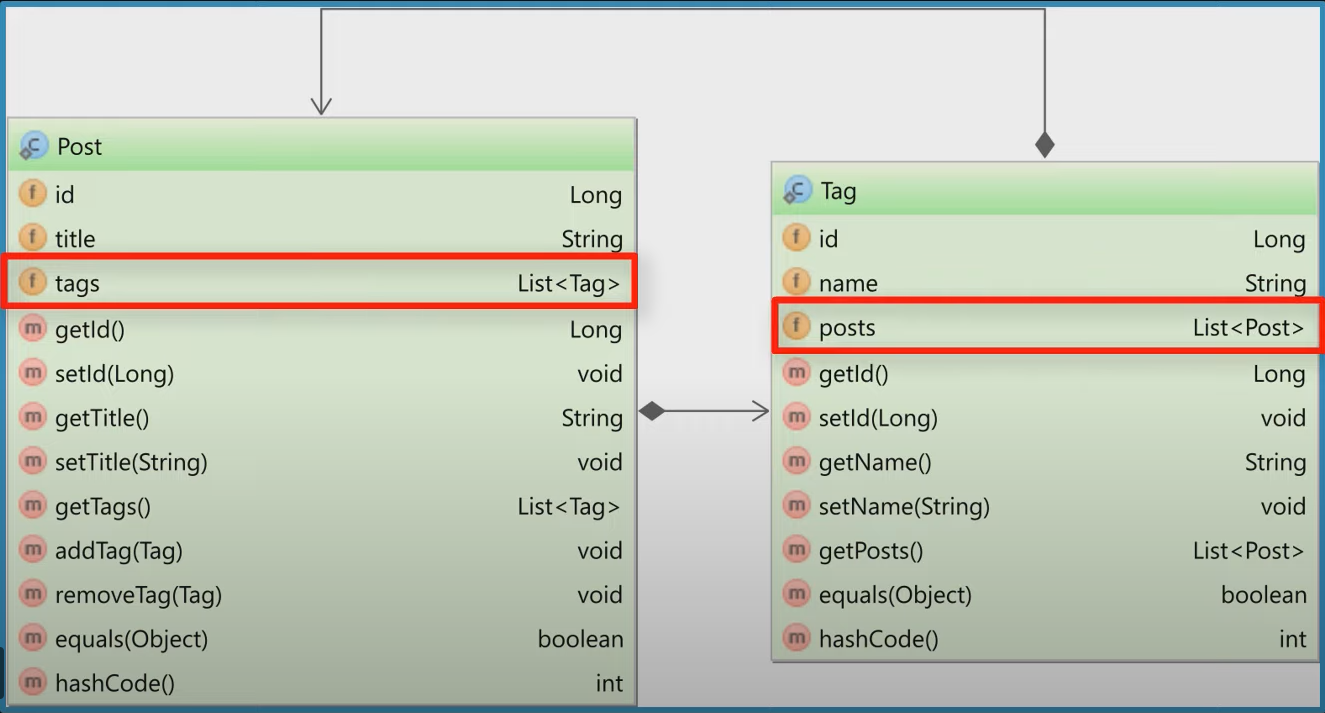 Post
id Long
title String
tags List<Tag>
getId() Long
setId(Long) void
getTitle() String
setTitle(String) void
getTags() List<Tag>
addTag(Tag) void
removeTag(Tag) void
equals(Object) boolean
hashCode() int
Tag
id Long
name String
posts List<Post>
getId() Long
setId(Long) void
getName() String
setName(String) void
getPosts() List<Post>
equals(Object) boolean
hashCode() int